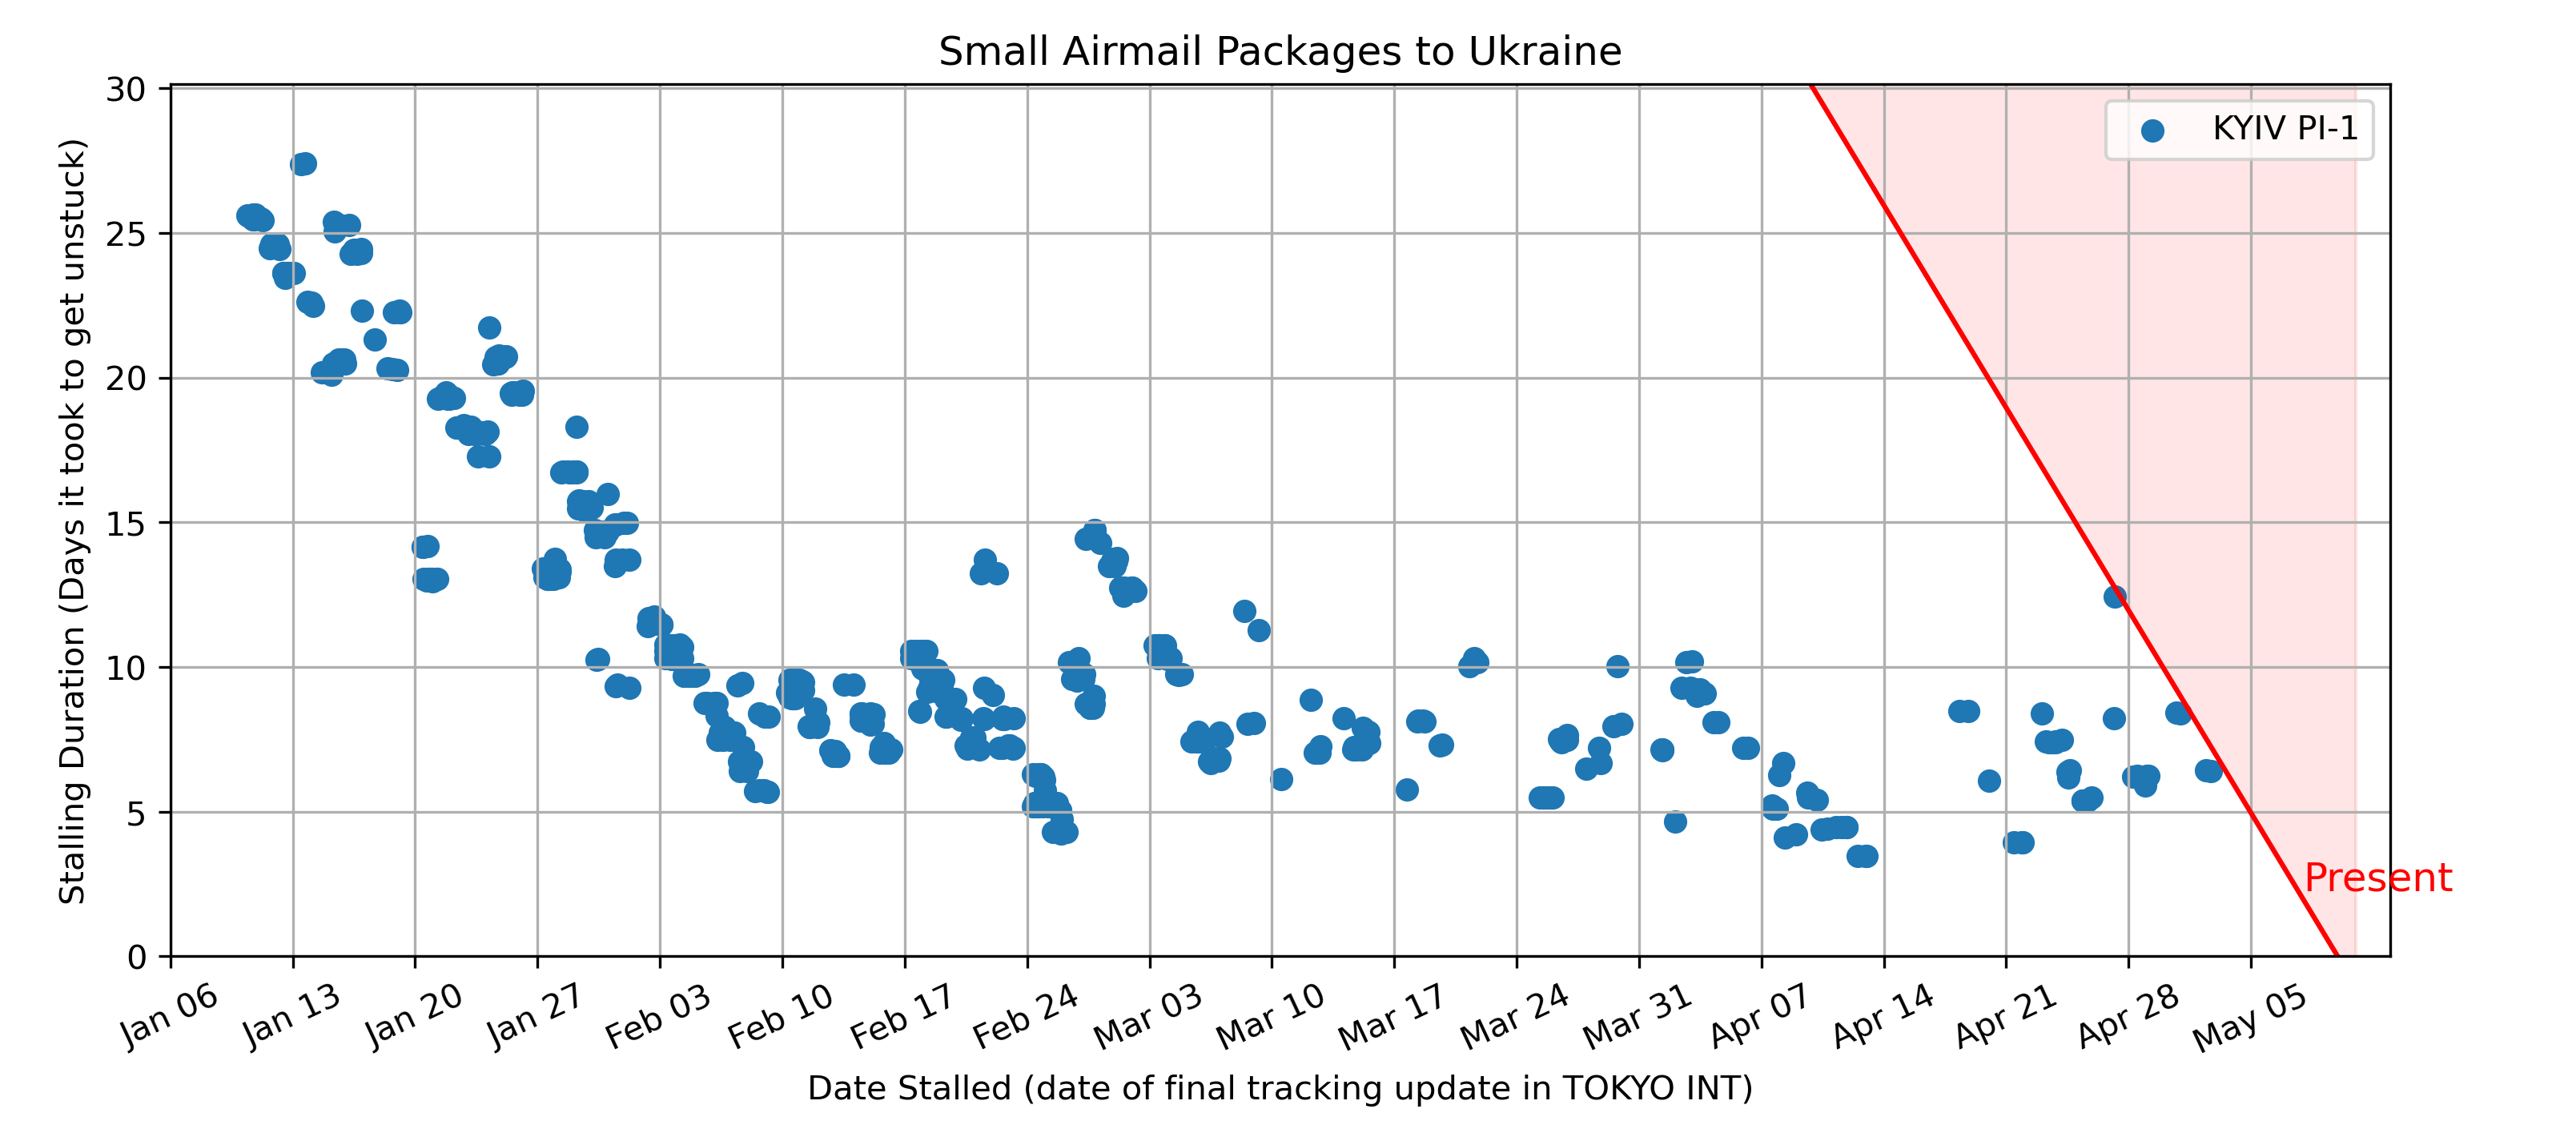 Small Airmail Packages to Ukraine
Stalling Duration (Days it took to get unstuck)
30
25
20
15
10
5
0
KYIV PI-1
Present
Jan 06
Jan 13
Jan 20
Jan 27
Feb 03
Feb 10
Feb 17
Feb 24
Mar 03
Mar 10
Mar 17
Mar 24
Mar 31
Apr 07
Apr 14
Apr 21
Apr 28
May 05
Date Stalled (date of final tracking update in TOKYO INT)